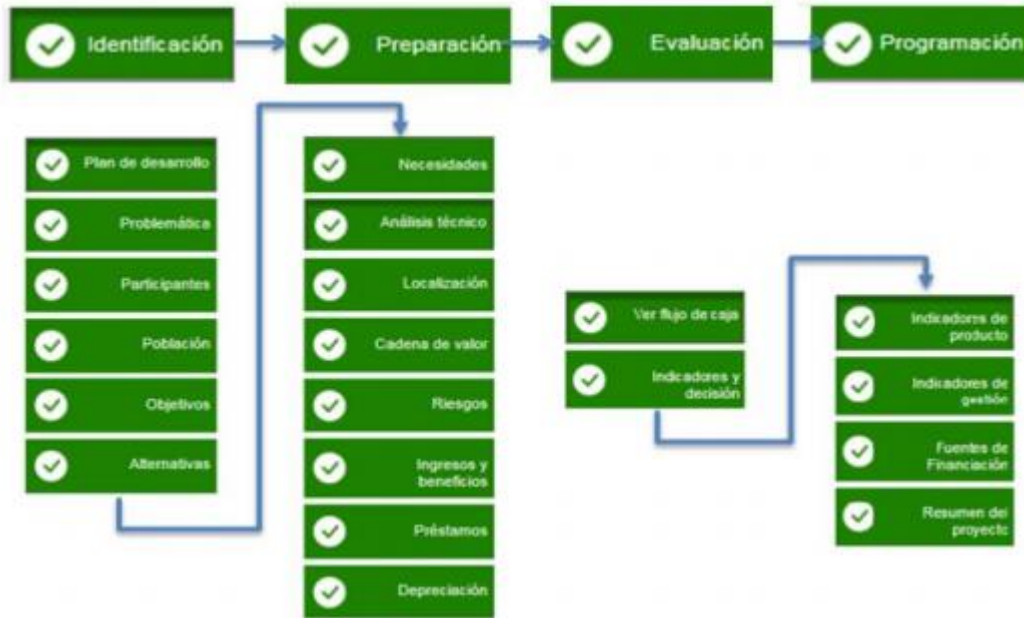 Identificación
Preparación
Evaluación
Programación
Plan de desarrollo
Problemática
Participantes
Población
Objetivos
Alternativas
Necesidades
Análisis técnico
Localización
Cadena de valor
Riesgos
Ingresos y
beneficios
Préstamos
Depreciación
Ver flujo de caja
Indicadores y
decisión
Indicadores de
producto
Indicadores de
gestión
Fuentes de
Financiación
Resumen del
proyecto